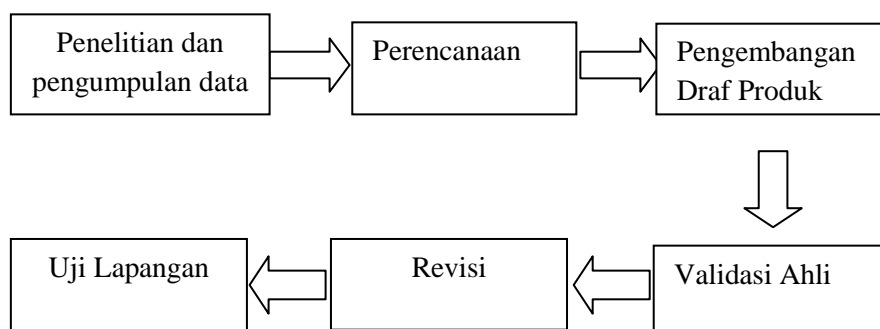 Penelitian dan
pengumpulan data
Perencanaan
Pengembangan
Draf Produk
Validasi Ahli
Revisi
Uji Lapangan